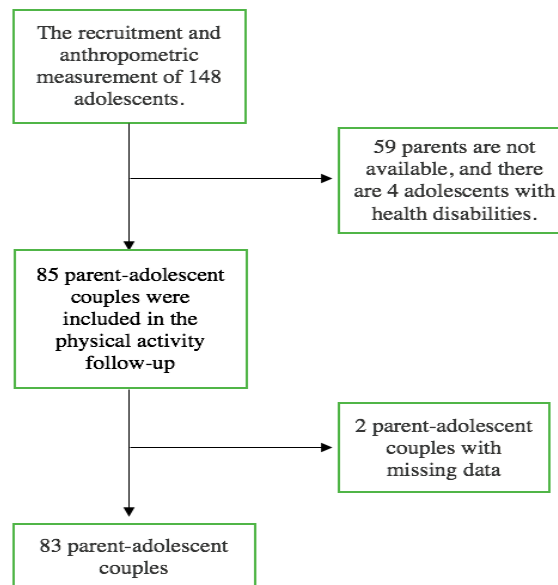 The recruitment and
anthropometric
measurement of 148
adolescents.
59 parents are not
available, and there
are 4 adolescents with
health disabilities.
85 parent-adolescent
couples were
included in the
physical activity
follow-up
2 parent-adolescent
couples with
missing data
83 parent-adolescent
couples